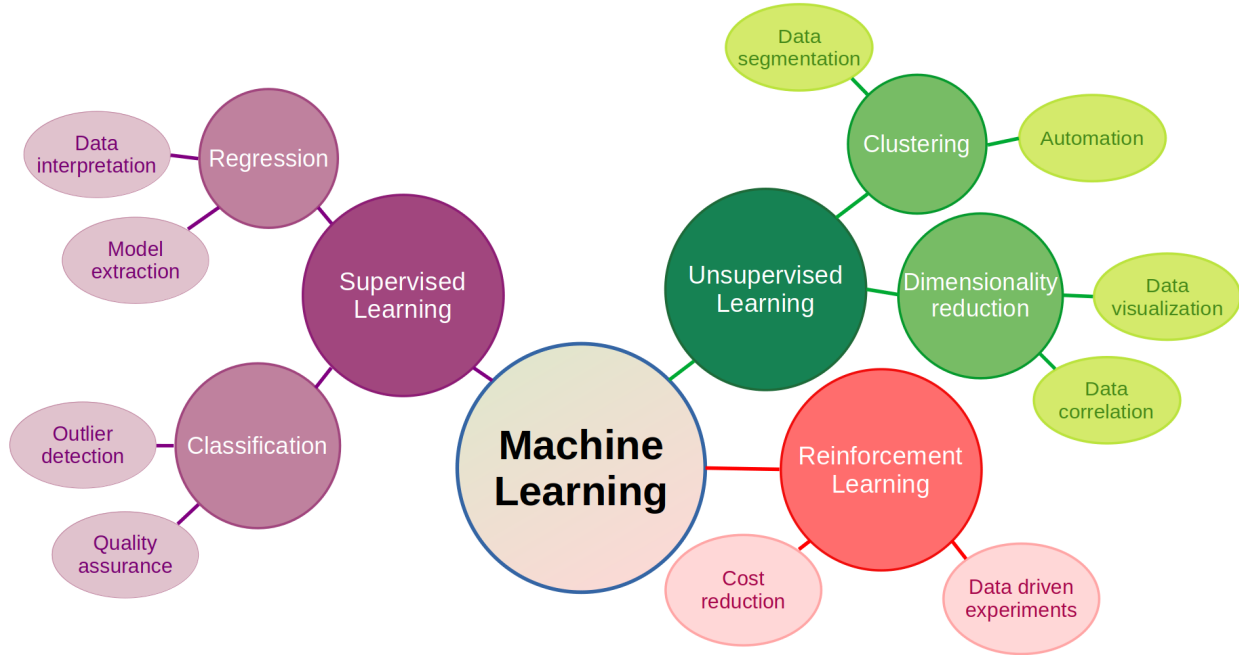 Data
segmentation
Clustering
Automation
Data
interpretation
Regression
Model
extraction
Supervised
Learning
Unsupervised
Learning
Dimensionality
reduction
Data
visualization
Data
correlation
Outlier
detection
Classification
Quality
assurance
Machine
Learning
Reinforcement
Learning
Cost
reduction
Data driven
experiments